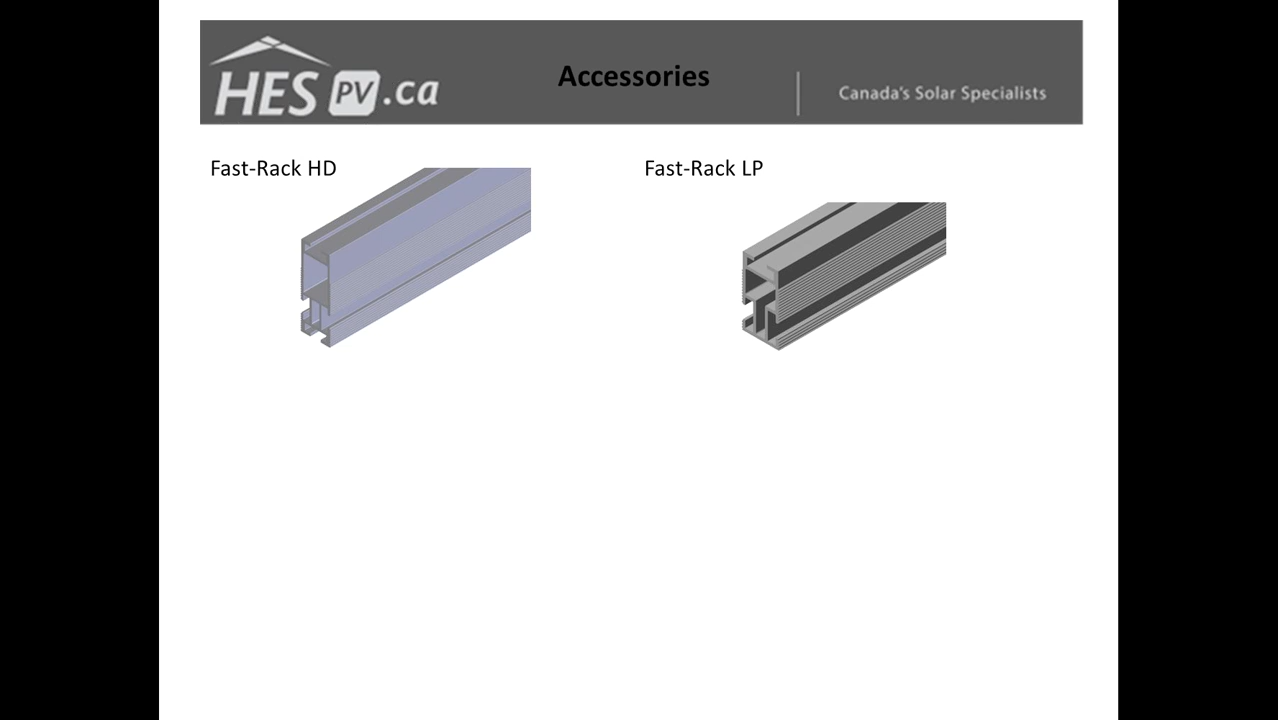 HES PV.ca
Accessories
Canada's Solar Specialists
Fast-Rack HD
Fast-Rack LP